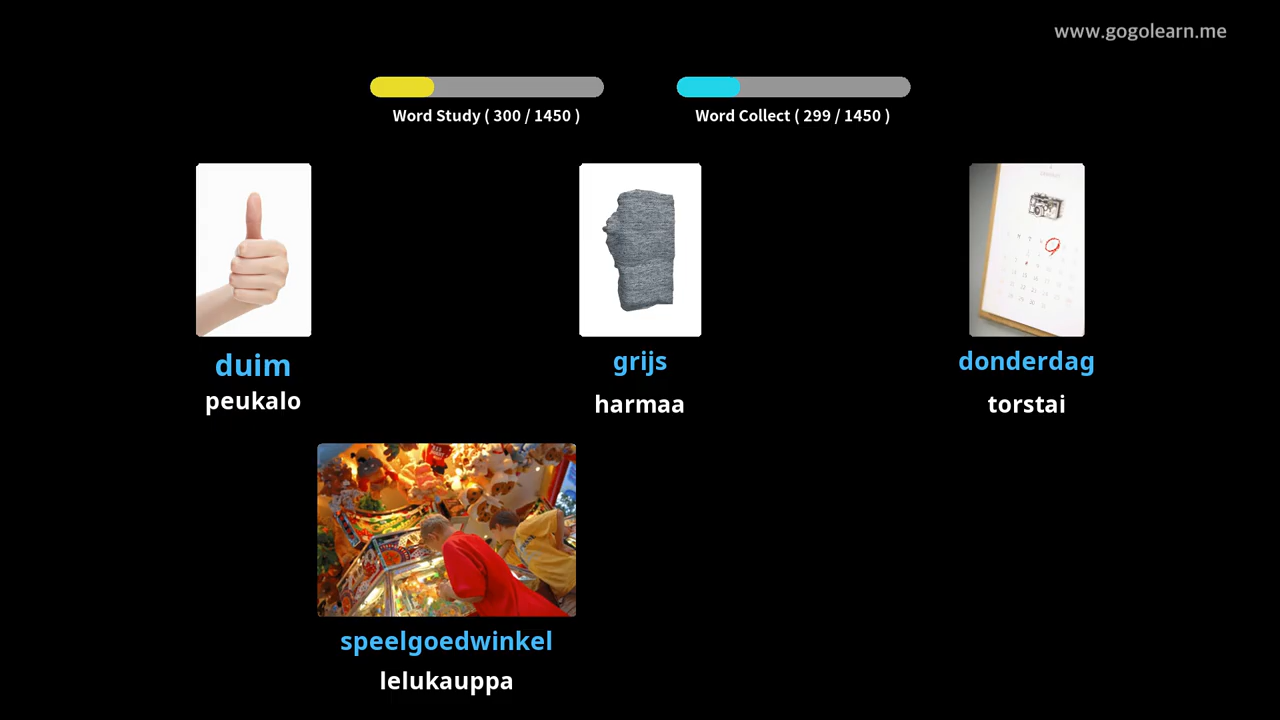 www.gogolearn.me
Word Study ( 300 / 1450 )
Word Collect ( 299 / 1450 )
duim
peukalo
grijs
harmaa
donderdag
torstai
speelgoedwinkel
lelukauppa